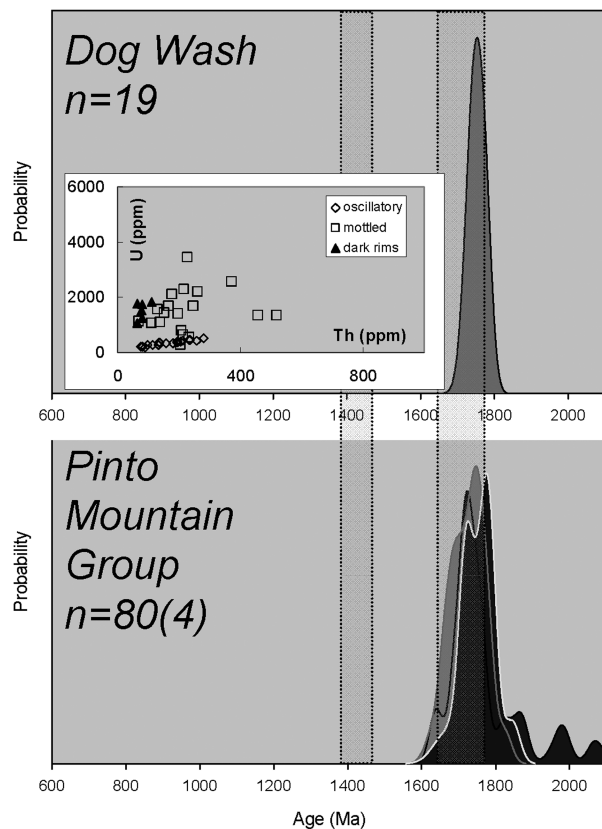 Dog Wash
n=19
Probability
6000
4000
2000
0
U (ppm)
oscillatory
mottled
dark rims
Th (ppm)
0 400 800
600 800 1000 1200 1400 1600 1800 2000
Pinto
Mountain
Group
n=80(4)
Probability
600 800 1000 1200 1400 1600 1800 2000
Age (Ma)